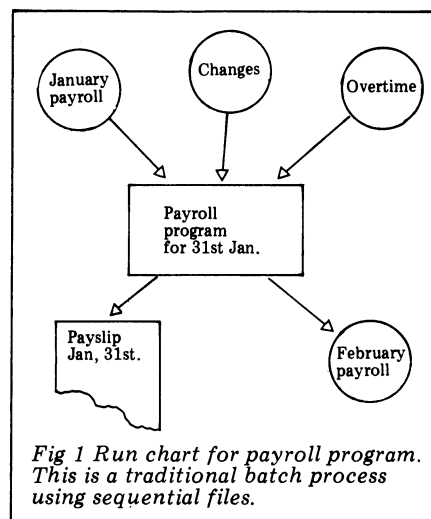 January
payroll
Changes
Overtime
Payroll
program
for 31st Jan.
Payslip
Jan, 31st.
February
payroll
Fig 1 Run chart for payroll program.
This is a traditional batch process
using sequential files.